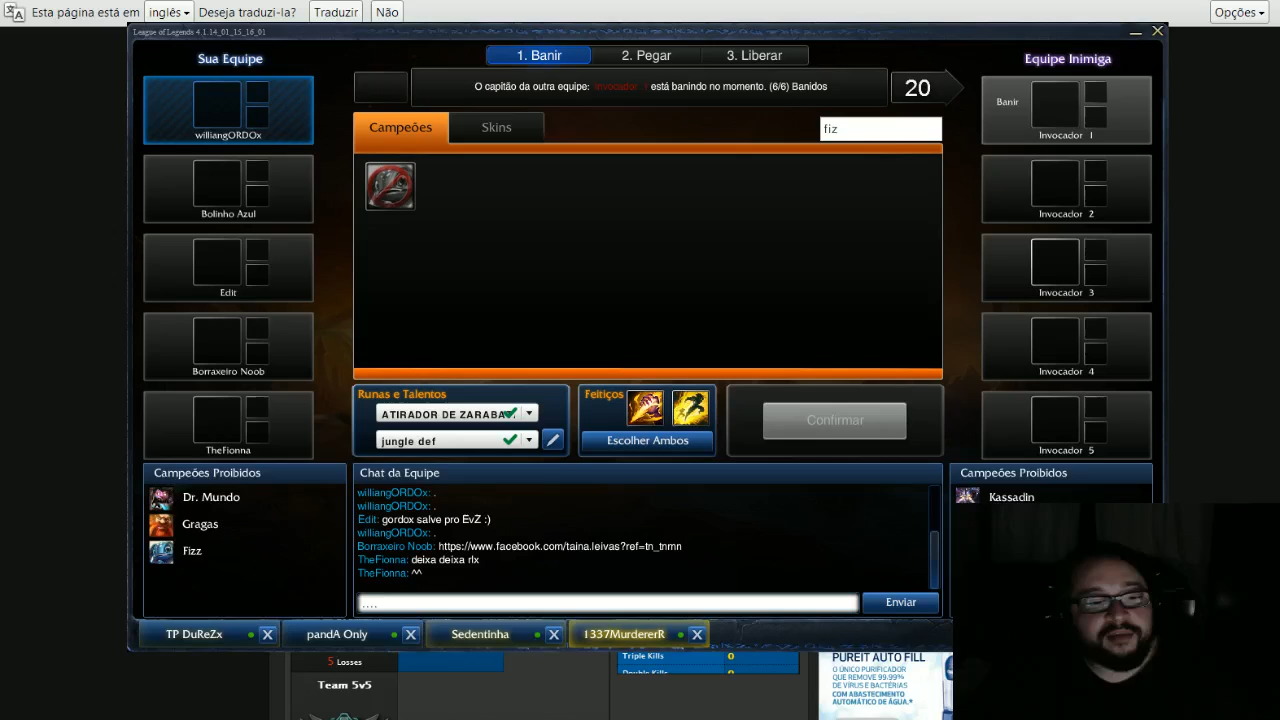 Esta página está em inglês Deseja traduzi-la? Traduzir Não Opções
League of Legends 4.1.14_01_15_16_01
Sua Equipe
1. Banir 2. Pegar 3. Liberar
Equipe Inimiga
O capitão da outra equipe: Invocador 1 está banindo no momento. (6/6) Banidos
20
williangORDOx
Bolinho Azul
Edit
Borraxeiro Noob
TheFionna
Campeões Skins
fiz
Banir
Invocador 1
Invocador 2
Invocador 3
Invocador 4
Invocador 5
Runas e Talentos
ATIRADOR DE ZARABA
jungle def
Feitiços
Escolher Ambos
Confirmar
Campeões Proibidos
Dr. Mundo
Gragas
Fizz
Chat da Equipe
williangORDOx: .
williangORDOx: .
Edit: gordox salve pro EvZ :)
williangORDOx: .
Borraxeiro Noob: https://www.facebook.com/taina.leivas?ref=tn_tnmn
TheFionna: deixa deixa rlx
TheFionna: ^^
....
Enviar
Campeões Proibidos
Kassadin
TP DuReZx pandA Only Sedentinha 1337MurdererR
5 Losses
Team 5v5
Triple Kills 0
Double Kills 0
PUREIT AUTO FILL
O ÚNICO PURIFICADOR
QUE REMOVE 99.99%
DE VÍRUS E BACTÉRIAS
COM ABASTECIMENTO
AUTOMÁTICO DE ÁGUA.*